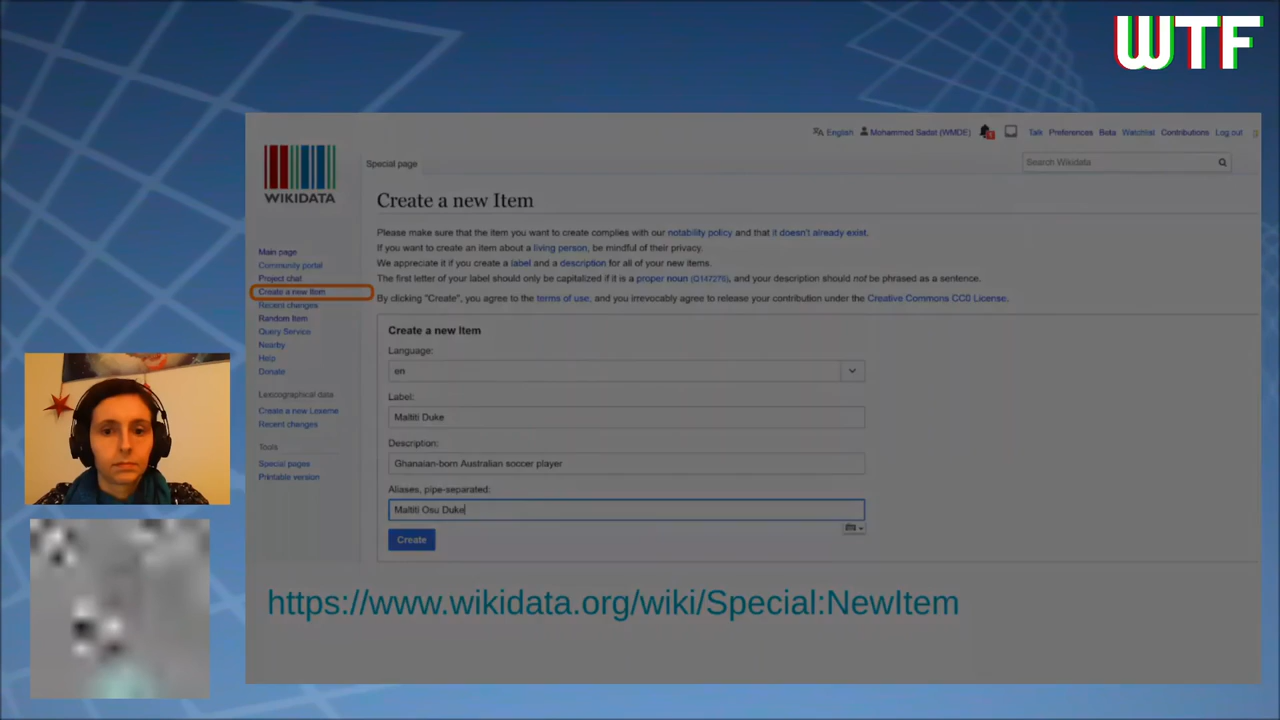 WTF
English Mohammed Sadat (WMDE) Talk Preferences Beta Watchlist Contributions Log out
Special page
Search Wikidata
WIKIDATA
Create a new Item
Please make sure that the item you want to create complies with our notability policy and that it doesn't already exist.
If you want to create an item about a living person, be mindful of their privacy.
We appreciate it if you create a label and a description for all of your new items.
The first letter of your label should only be capitalized if it is a proper noun (Q147276), and your description should not be phrased as a sentence.
By clicking "Create", you agree to the terms of use, and you irrevocably agree to release your contribution under the Creative Commons CC0 License.
Main page
Community portal
Project chat
Create a new Item
Recent changes
Random Item
Query Service
Nearby
Help
Donate
Lexicographical data
Create a new Lexeme
Recent changes
Tools
Special pages
Printable version
Create a new Item
Language:
en
Label:
Maltiti Duke
Description:
Ghanaian-born Australian soccer player
Aliases, pipe-separated:
Maltiti Osu Duke
Create
https://www.wikidata.org/wiki/Special:NewItem